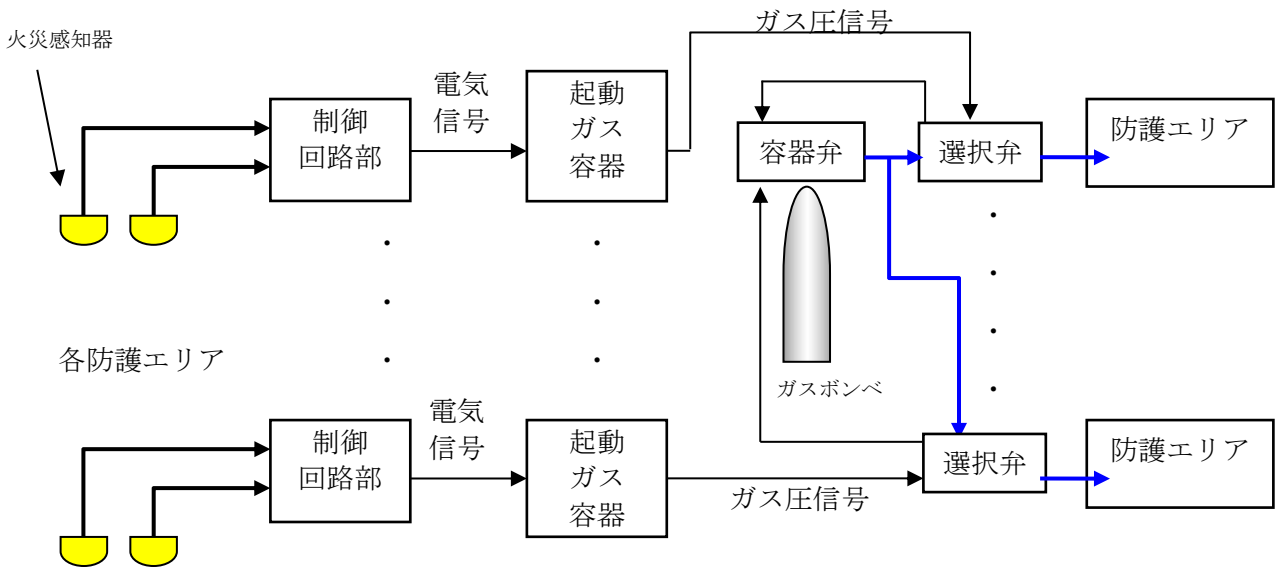 ガス圧信号
火災感知器
電気
信号
制御
回路部
起動
ガス
容器
容器弁
選択弁
防護エリア
・
・
・
・
・
・
・
・
・
・
各防護エリア
ガスボンベ
電気
信号
制御
回路部
起動
ガス
容器
ガス圧信号
選択弁
防護エリア